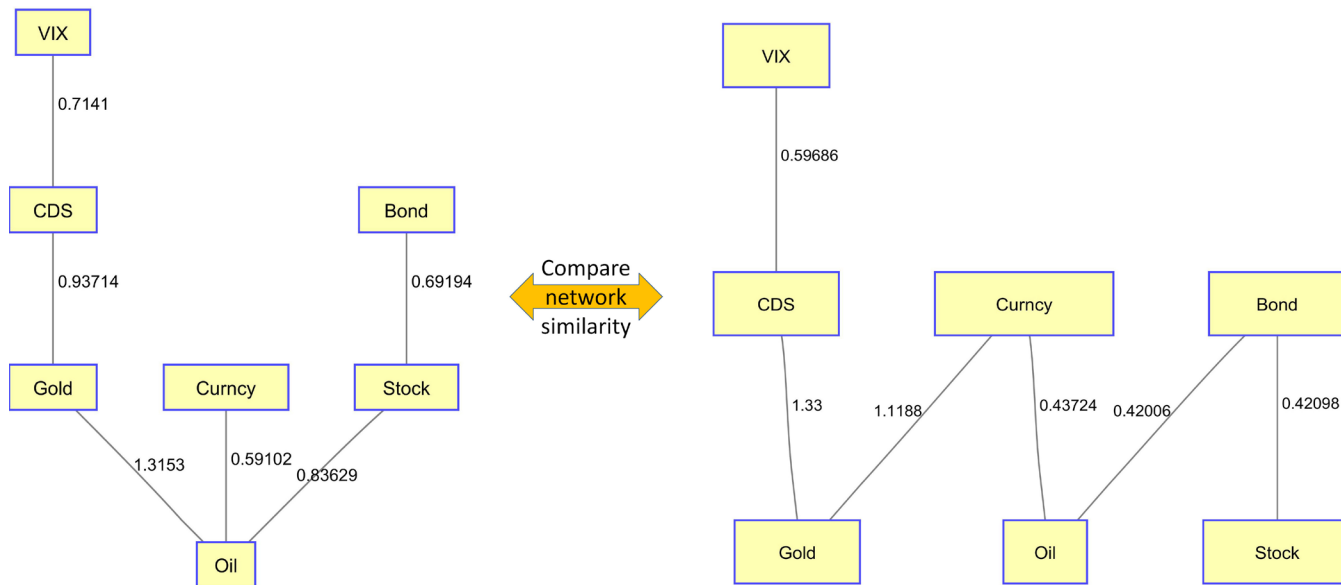 VIX
0.7141
CDS
Bond
0.93714
0.69194
Gold
Curncy
Stock
1.3153
0.59102
0.83629
Oil
Compare
network
similarity
VIX
0.59686
CDS
Curncy
Bond
1.33
1.1188
0.43724
0.42006
0.42098
Gold
Oil
Stock